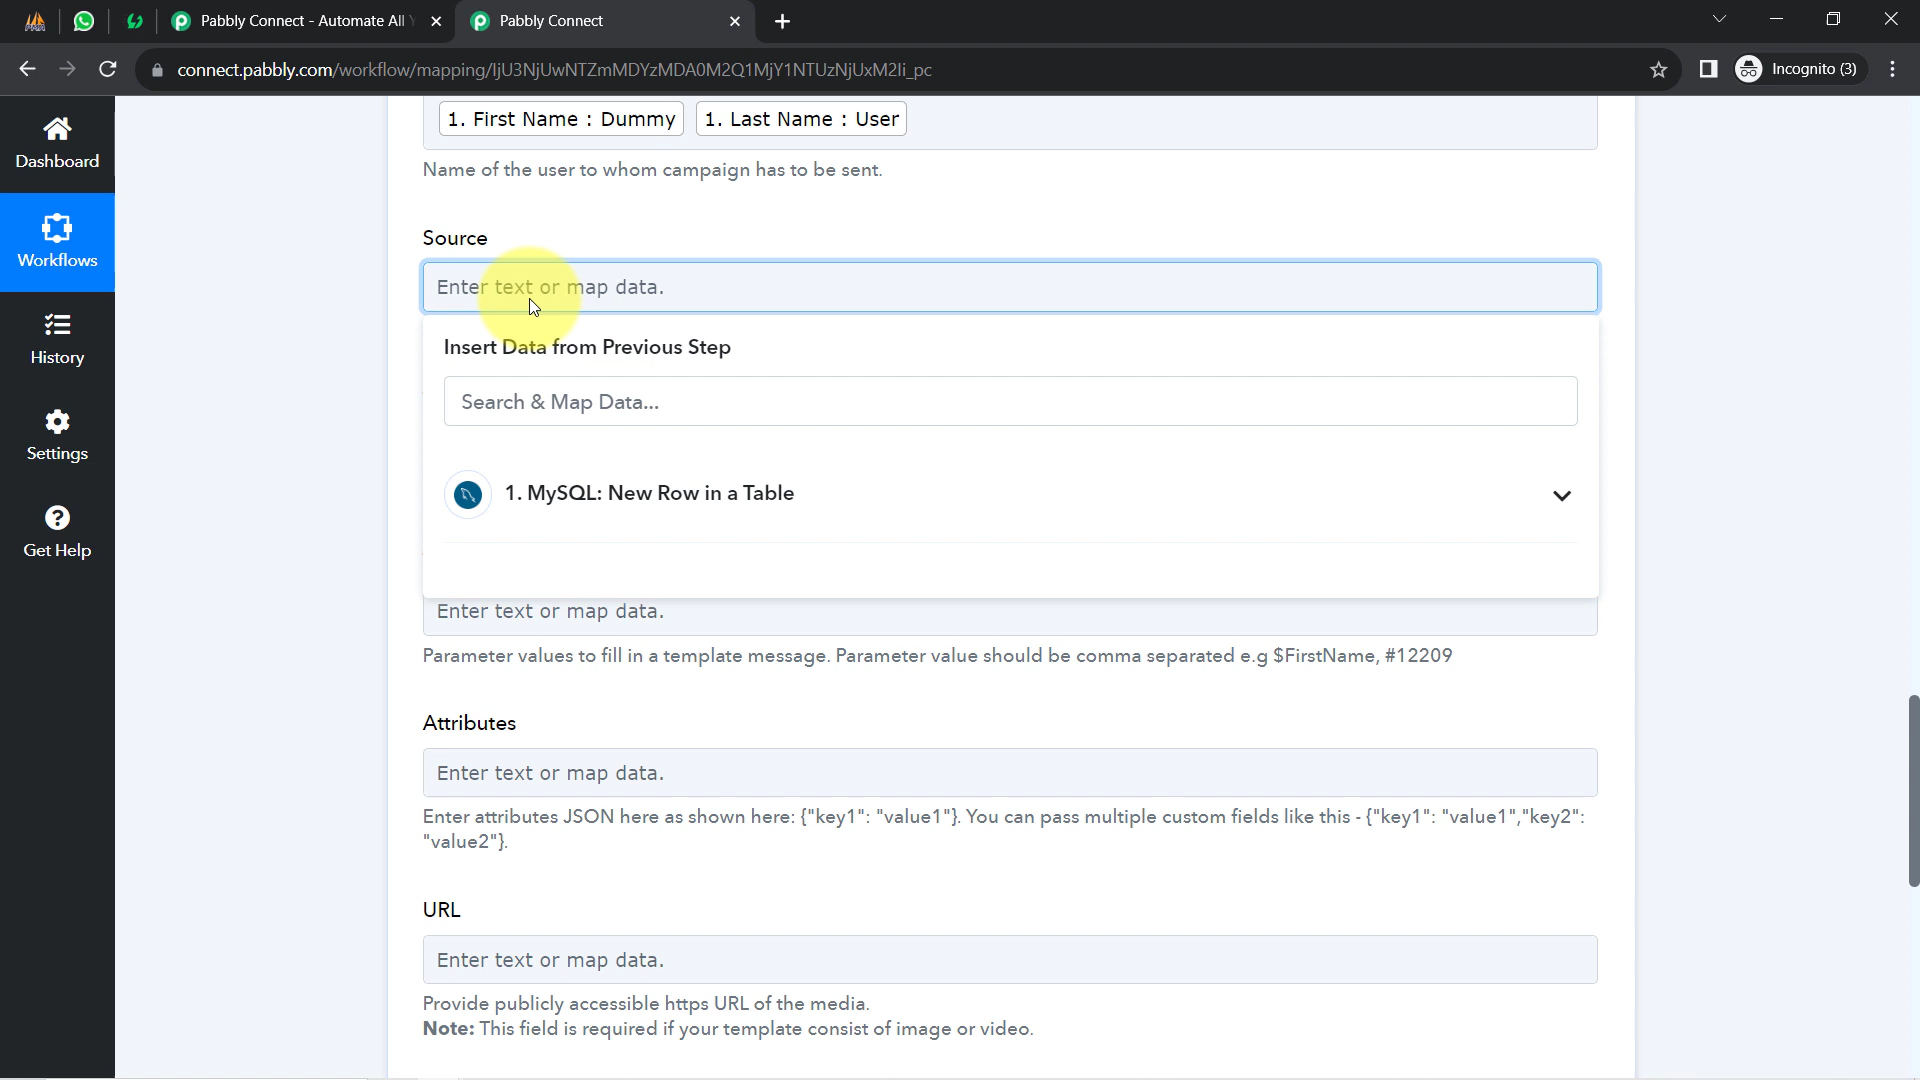 Pabbly Connect - Automate All
Pabbly Connect
connect.pabbly.com/workflow/mapping/IjU3NjUwNTZmMDYzMDA0M2Q1MjY1NTUzNjUxM2Ii_pc
Incognito (3)
Dashboard
Workflows
History
Settings
Get Help
1. First Name : Dummy
1. Last Name : User
Name of the user to whom campaign has to be sent.
Source
Enter text or map data.
Insert Data from Previous Step
Search & Map Data...
1. MySQL: New Row in a Table
Enter text or map data.
Parameter values to fill in a template message. Parameter value should be comma separated e.g $FirstName, #12209
Attributes
Enter text or map data.
Enter attributes JSON here as shown here: {"key1": "value1"}. You can pass multiple custom fields like this - {"key1": "value1","key2":
"value2"}.
URL
Enter text or map data.
Provide publicly accessible https URL of the media.
Note: This field is required if your template consist of image or video.